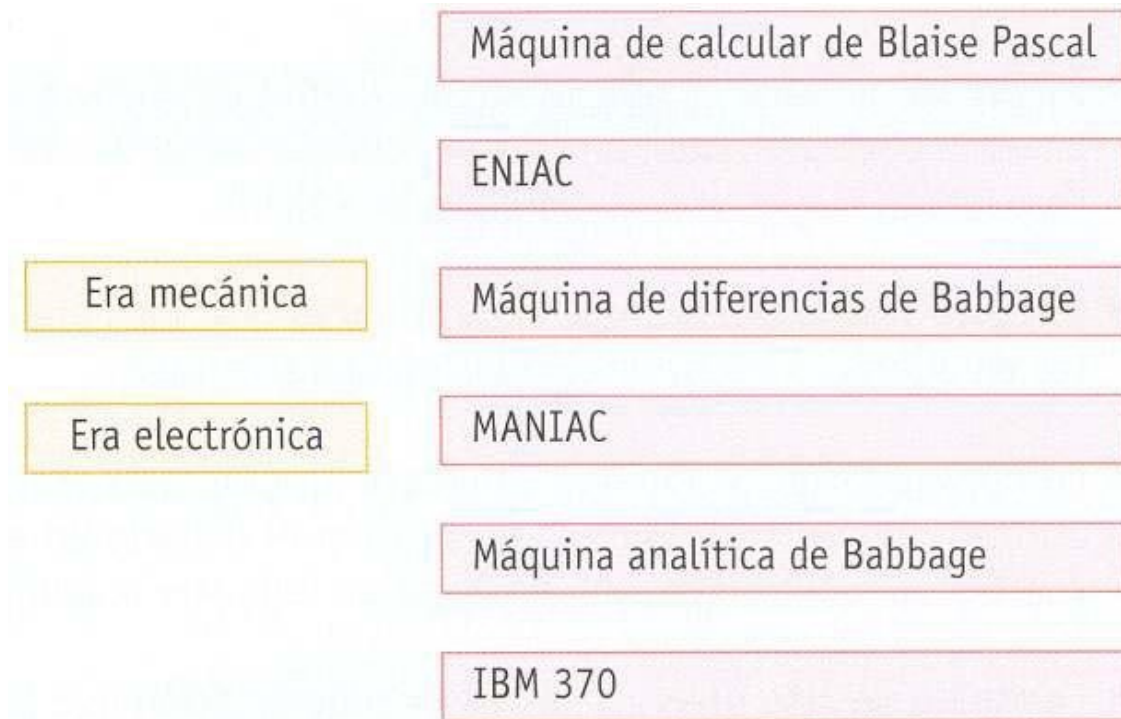 Máquina de calcular de Blaise Pascal
ENIAC
Era mecánica
Máquina de diferencias de Babbage
Era electrónica
MANIAC
Máquina analítica de Babbage
IBM 370